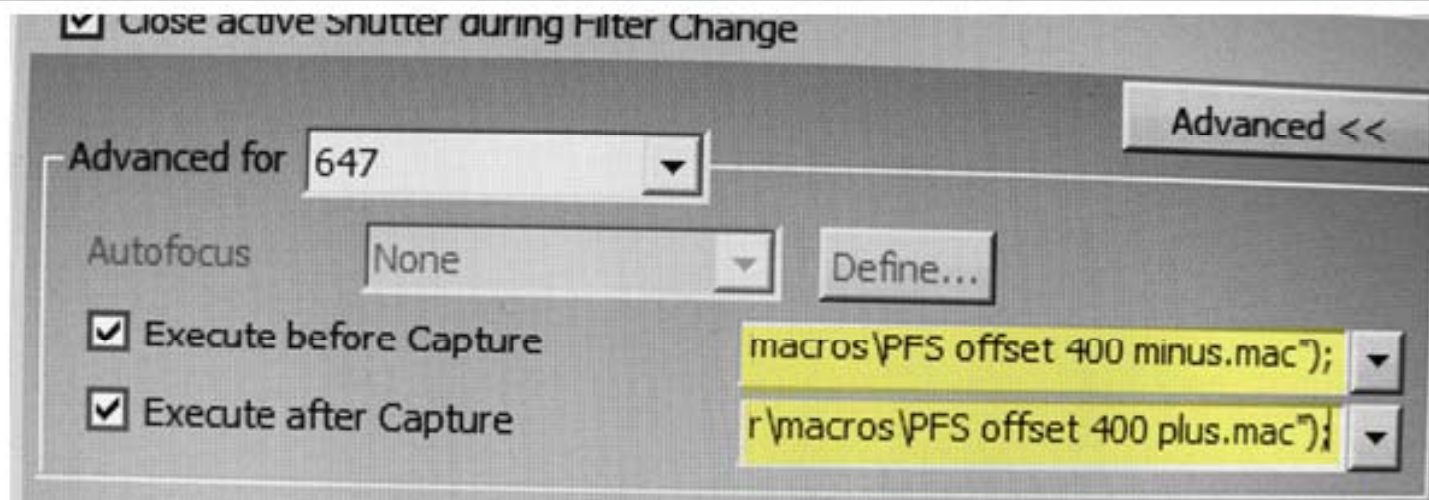 Close active Shutter during Filter Change
Advanced <<
Advanced for 647
Autofocus None Define...
Execute before Capture macros\PFS offset 400 minus.mac");
Execute after Capture r\macros\PFS offset 400 plus.mac");